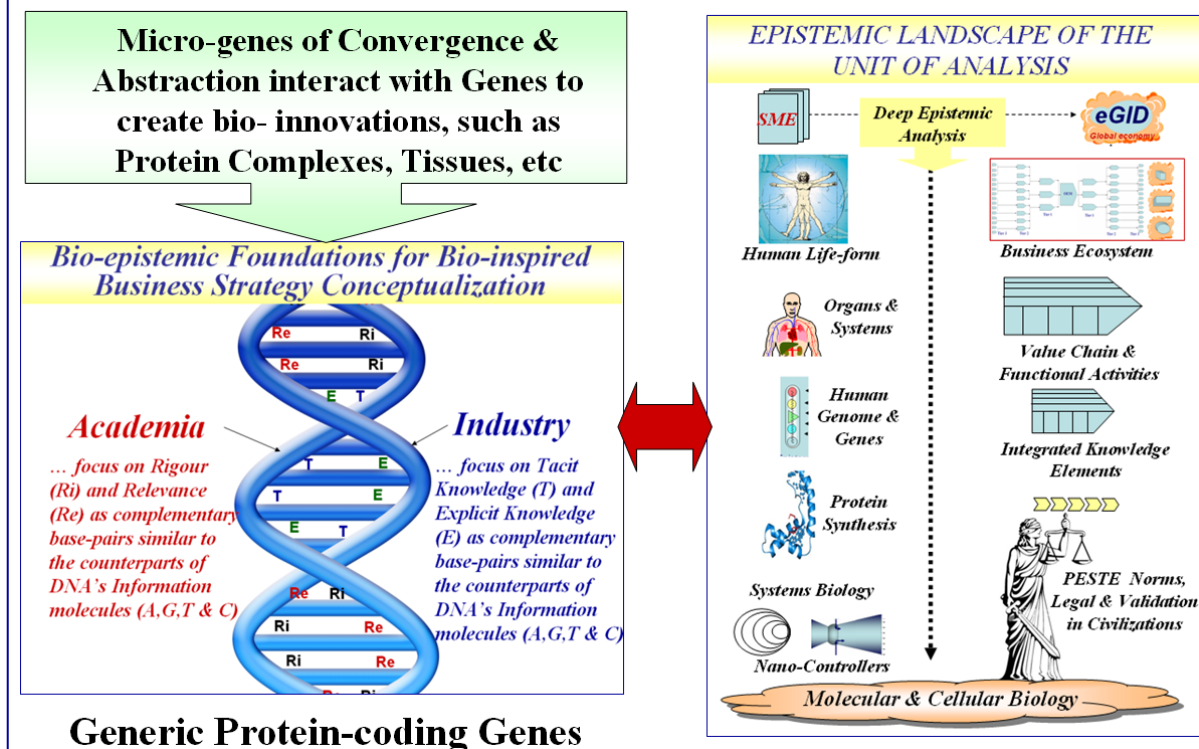 Micro-genes of Convergence &
Abstraction interact with Genes to
create bio- innovations, such as
Protein Complexes, Tissues, etc
Bio-epistemic Foundations for Bio-inspired
Business Strategy Conceptualization
Re Ri
Re Ri
E T
Academia
... focus on Rigour
(Ri) and Relevance
(Re) as complementary
base-pairs similar to
the counterparts of
DNA's Information
molecules (A,G,T & C)
Industry
... focus on Tacit
Knowledge (T) and
Explicit Knowledge
(E) as complementary
base-pairs similar to
the counterparts of
DNA's Information
molecules (A,G,T & C)
T E
T E
E T
Re Ri
Ri Re
Ri Re
Re Ri
Generic Protein-coding Genes
EPISTEMIC LANDSCAPE OF THE
UNIT OF ANALYSIS
SME
Deep Epistemic
Analysis
eGID
Global economy
Human Life-form
Business Ecosystem
Organs &
Systems
Value Chain &
Functional Activities
Human
Genome &
Genes
Integrated Knowledge
Elements
Protein
Synthesis
Systems Biology
PESTE Norms,
Legal & Validation
in Civilizations
Nano-Controllers
Molecular & Cellular Biology